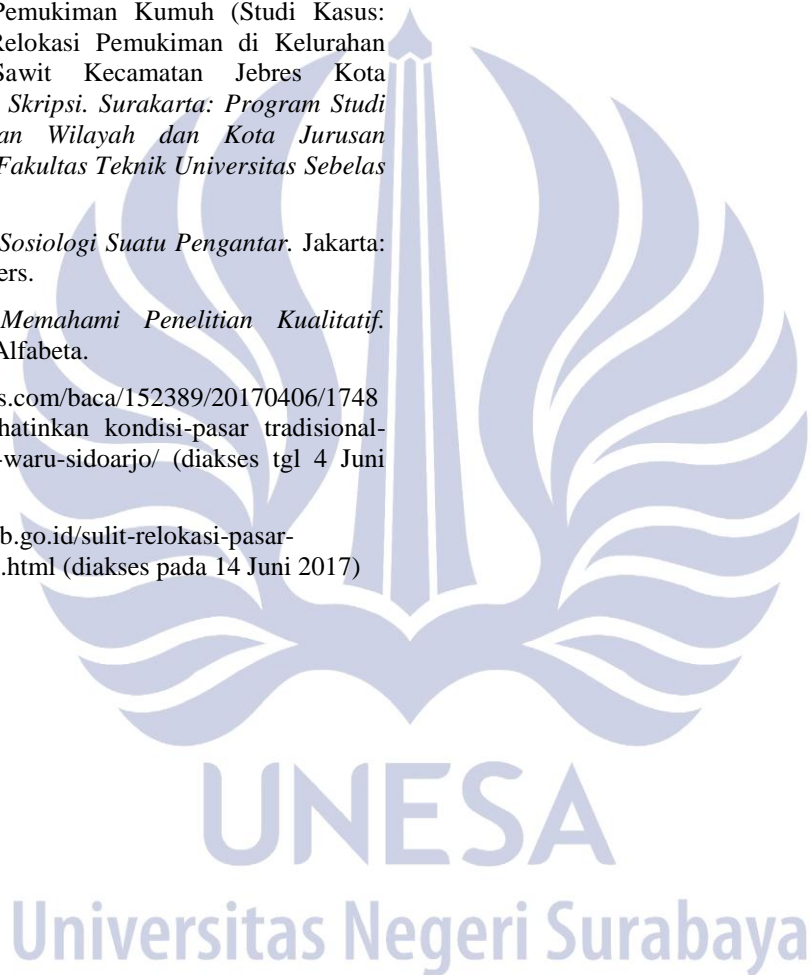 Pemukiman Kumuh (Studi Kasus:
Relokasi Pemukiman di Kelurahan
Sawit Kecamatan Jebres Kota
Skripsi. Surakarta: Program Studi
Wilayah dan Kota Jurusan
Fakultas Teknik Universitas Sebelas
Sosiologi Suatu Pengantar. Jakarta:
Memahami Penelitian Kualitatif.
Alfabeta.
s.com/baca/152389/20170406/1748
hatinkan kondisi-pasar tradisional-
-waru-sidoarjo/ (diakses tgl 4 Juni
b.go.id/sulit-relokasi-pasar-
.html (diakses pada 14 Juni 2017)
UNESA
Universitas Negeri Surabaya